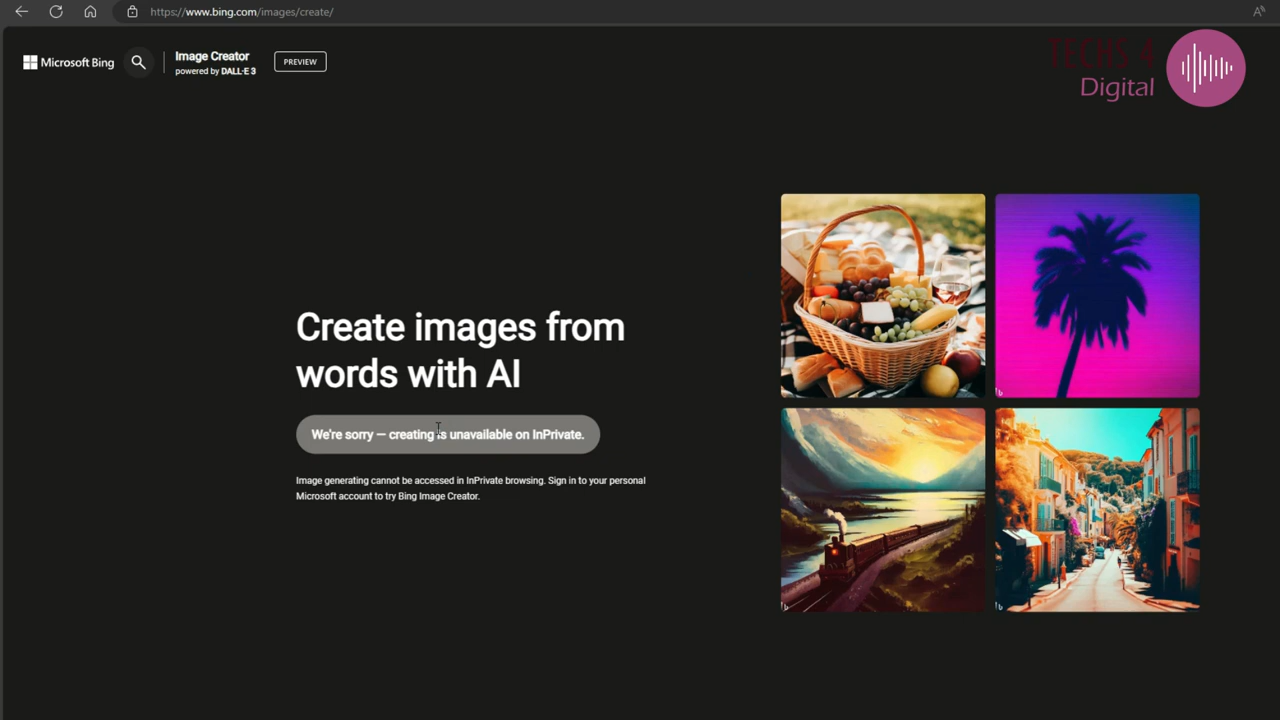 https://www.bing.com/images/create/
A
Microsoft Bing
Image Creator
powered by DALL·E 3
PREVIEW
TECHS 4
Digital
Create images from
words with AI
We're sorry — creating is unavailable on InPrivate.
Image generating cannot be accessed in InPrivate browsing. Sign in to your personal
Microsoft account to try Bing Image Creator.